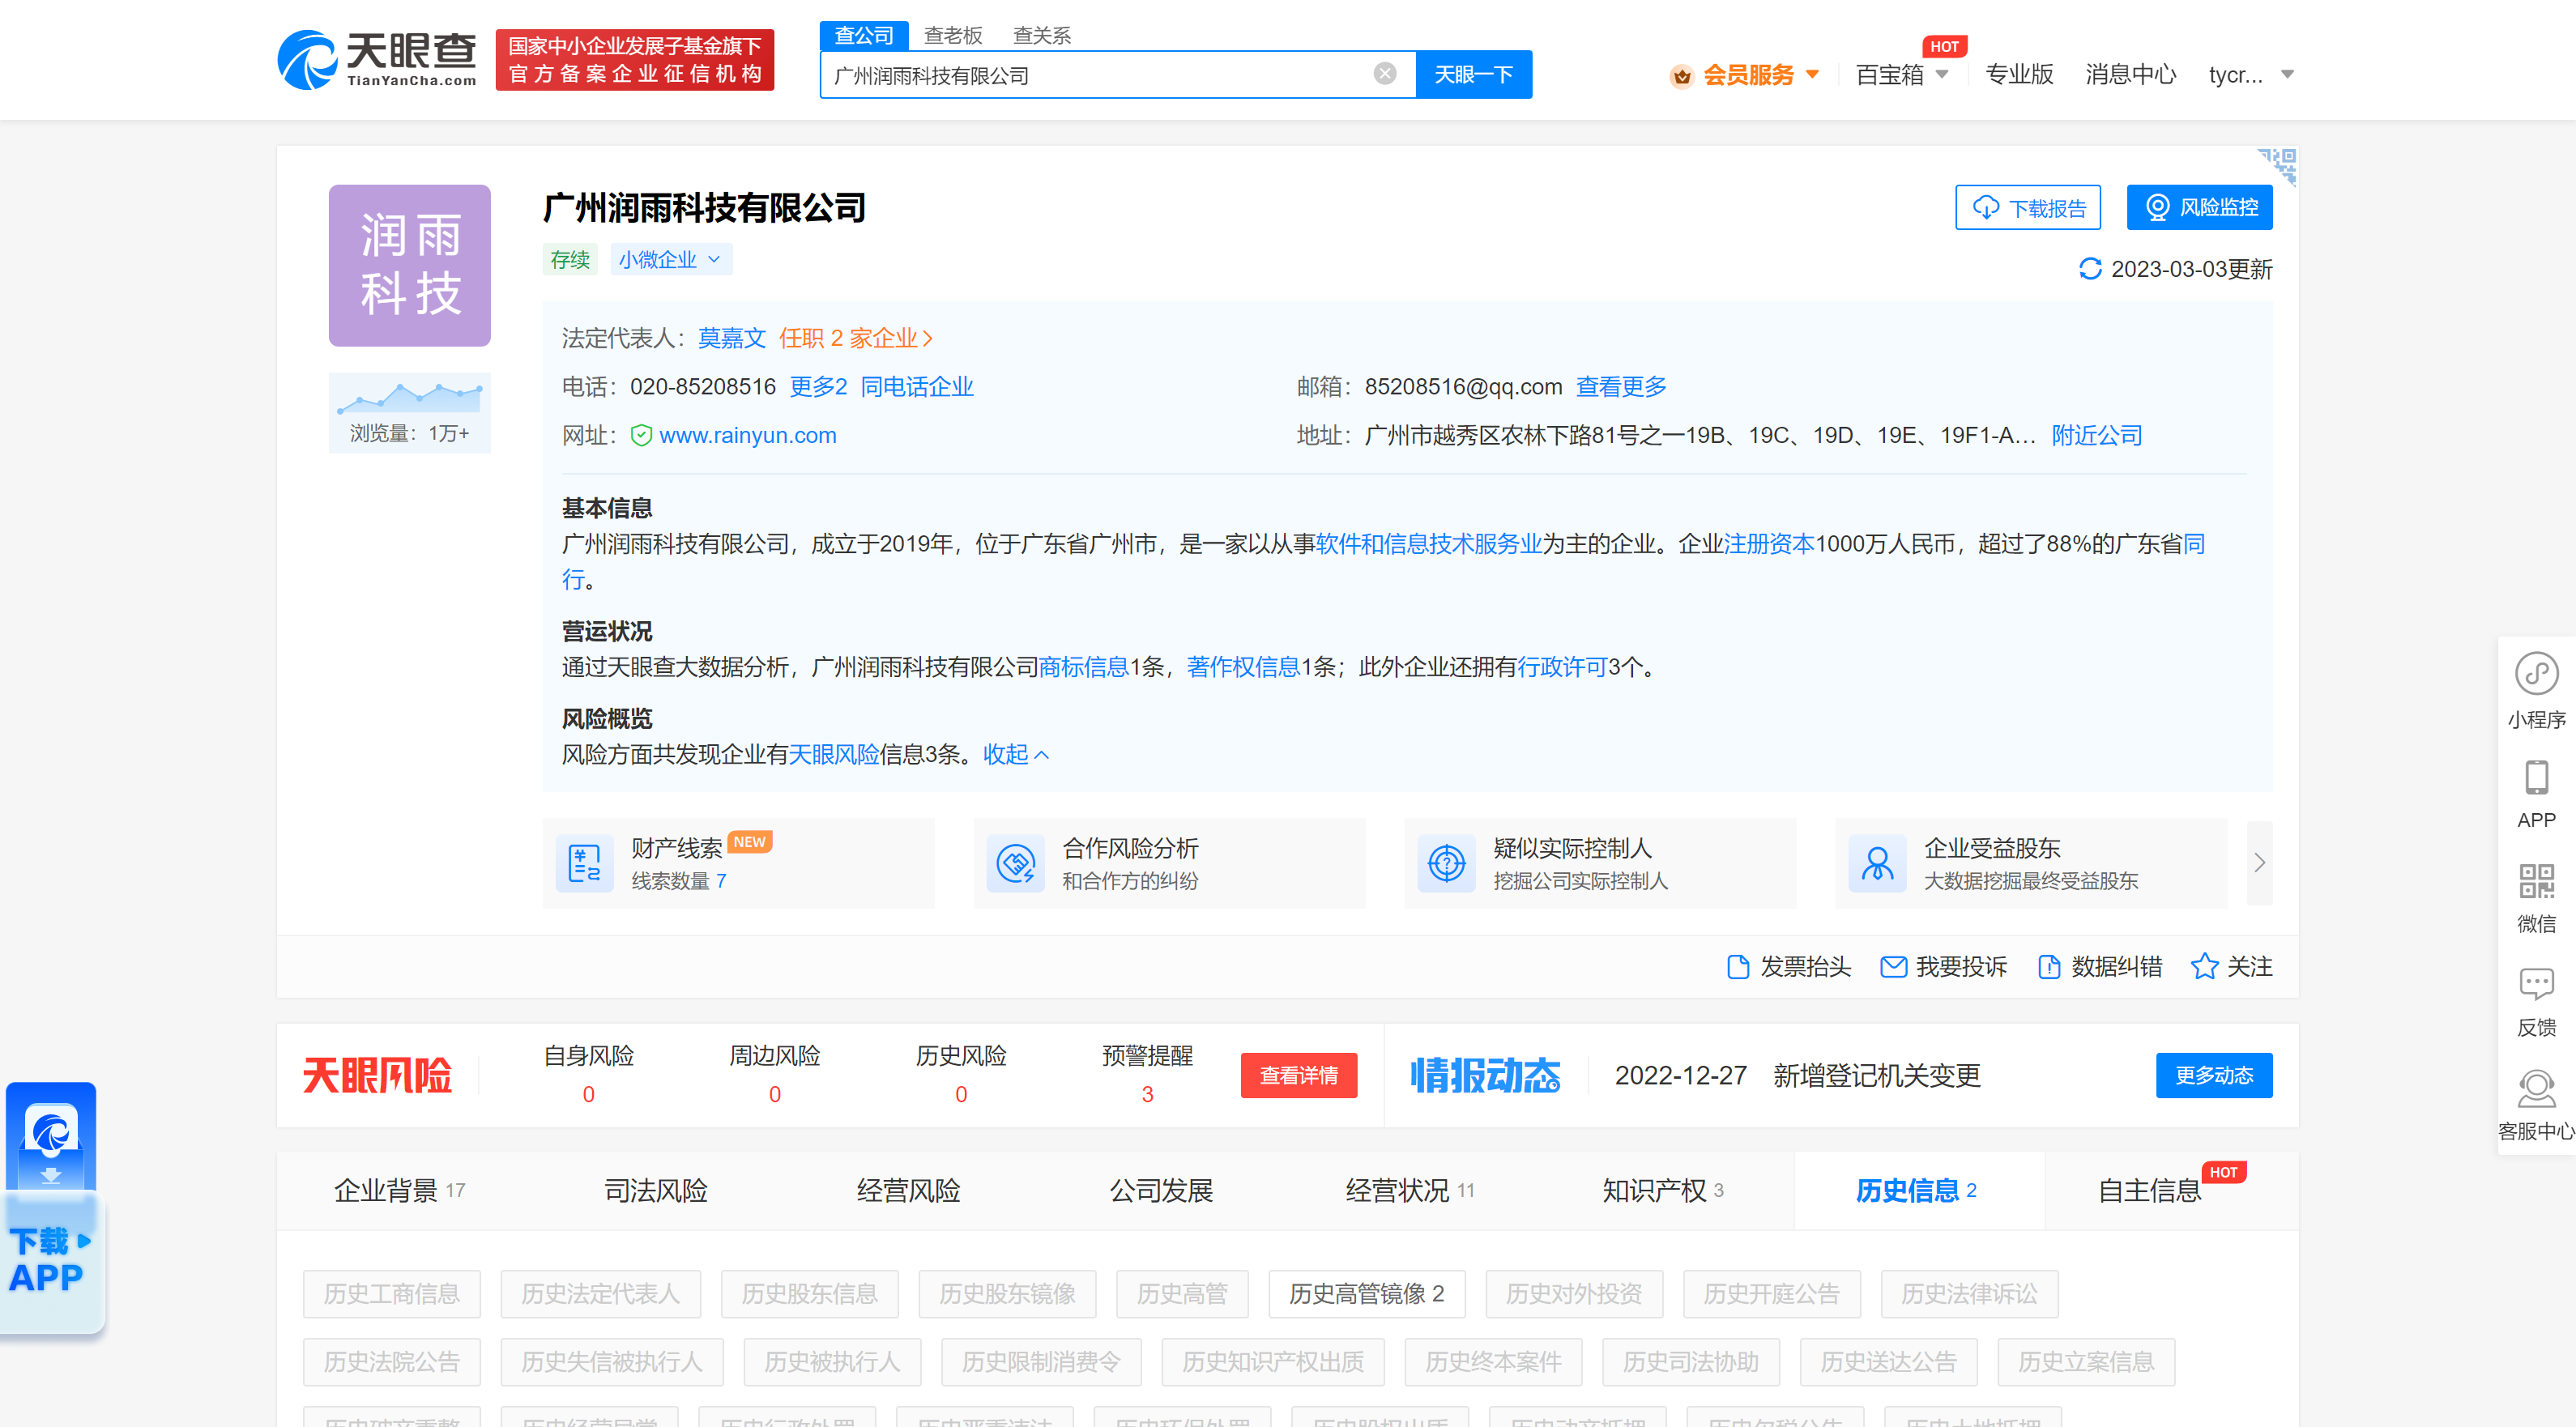 天眼查
TianYanCha.com
国家中小企业发展子基金旗下
官方备案企业征信机构
查公司 查老板 查关系
广州润雨科技有限公司 天眼一下
HOT
会员服务 百宝箱 专业版 消息中心 tycr...
润雨
科技
浏览量：1万+
广州润雨科技有限公司
存续 小微企业
下载报告 风险监控
2023-03-03更新
法定代表人：莫嘉文 任职 2 家企业
电话：020-85208516 更多2 同电话企业 邮箱：85208516@qq.com 查看更多
网址：www.rainyun.com 地址：广州市越秀区农林下路81号之一19B、19C、19D、19E、19F1-A... 附近公司
基本信息
广州润雨科技有限公司，成立于2019年，位于广东省广州市，是一家以从事软件和信息技术服务业为主的企业。企业注册资本1000万人民币，超过了88%的广东省同
行。
营运状况
通过天眼查大数据分析，广州润雨科技有限公司商标信息1条，著作权信息1条；此外企业还拥有行政许可3个。
风险概览
风险方面共发现企业有天眼风险信息3条。收起
财产线索 NEW
线索数量 7
合作风险分析
和合作方的纠纷
疑似实际控制人
挖掘公司实际控制人
企业受益股东
大数据挖掘最终受益股东
发票抬头 我要投诉 数据纠错 关注
天眼风险
自身风险 周边风险 历史风险 预警提醒
0 0 0 3
查看详情
情报动态 2022-12-27 新增登记机关变更 更多动态
企业背景 17 司法风险 经营风险 公司发展 经营状况 11 知识产权 3 历史信息 2 自主信息 HOT
历史工商信息 历史法定代表人 历史股东信息 历史股东镜像 历史高管 历史高管镜像 2 历史对外投资 历史开庭公告 历史法律诉讼
历史法院公告 历史失信被执行人 历史被执行人 历史限制消费令 历史知识产权出质 历史终本案件 历史司法协助 历史送达公告 历史立案信息
小程序
APP
微信
反馈
客服中心
下载
APP